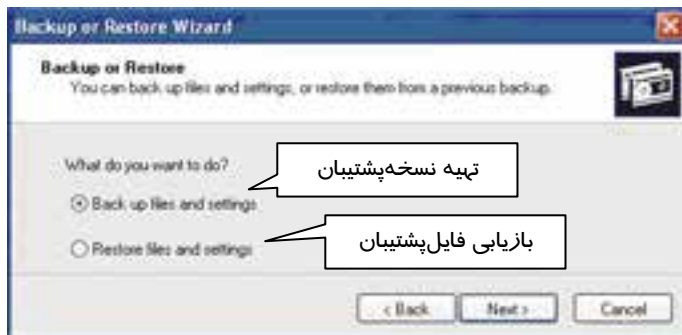 Backup or Restore Wizard
Backup or Restore
You can back up files and settings, or restore them from a previous backup.
What do you want to do?
تهیه نسخه‌پشتیبان
Back up files and settings
بازیابی فایل‌پشتیبان
Restore files and settings
< Back Next > Cancel